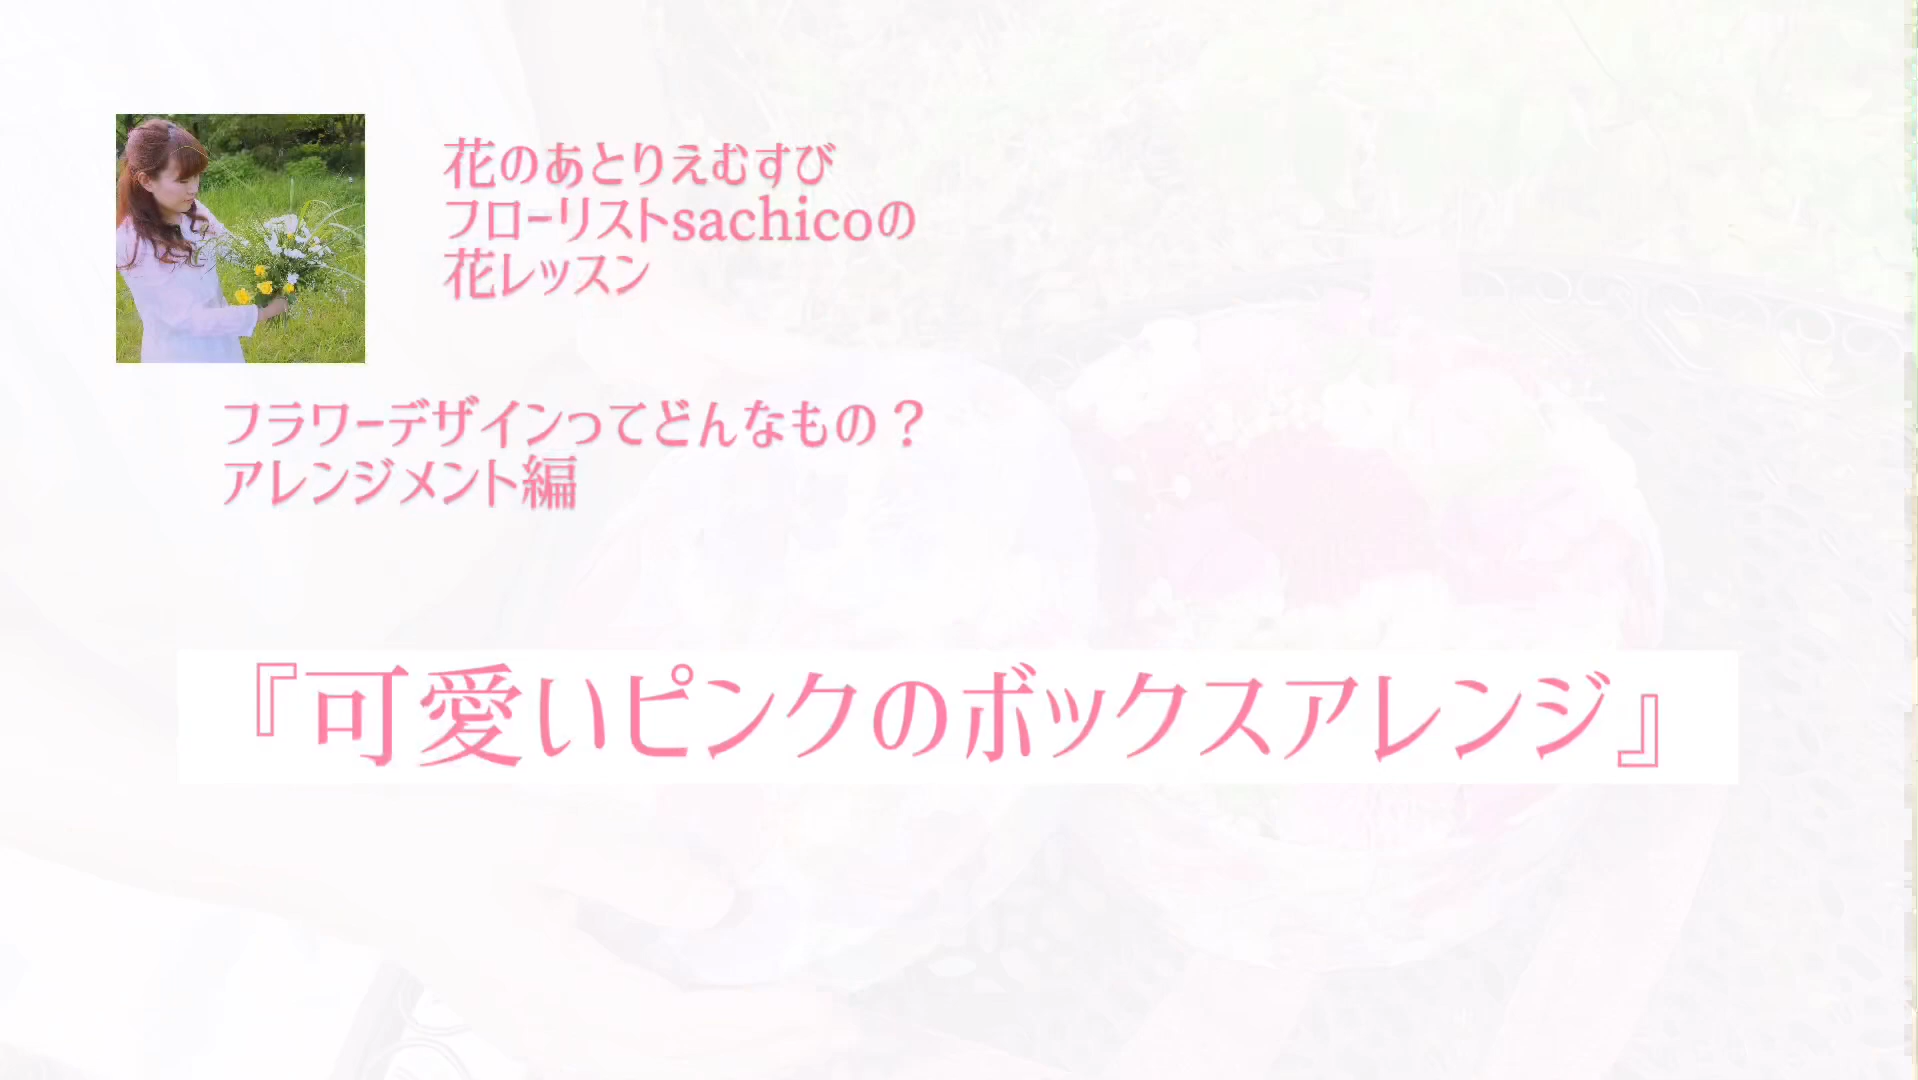 花のあとりえむすび
フローリストsachicoの
花レッスン
フラワーデザインってどんなもの？
アレンジメント編
『可愛いピンクのボックスアレンジ』